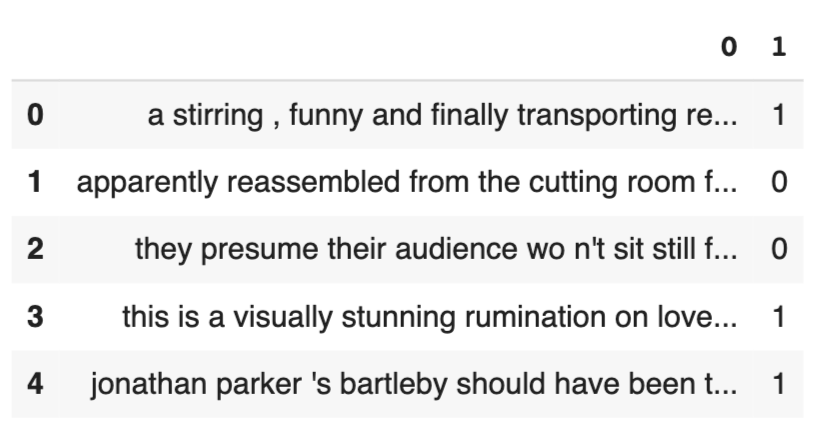 0 1
0 a stirring , funny and finally transporting re... 1
1 apparently reassembled from the cutting room f... 0
2 they presume their audience wo n't sit still f... 0
3 this is a visually stunning rumination on love... 1
4 jonathan parker 's bartleby should have been t... 1